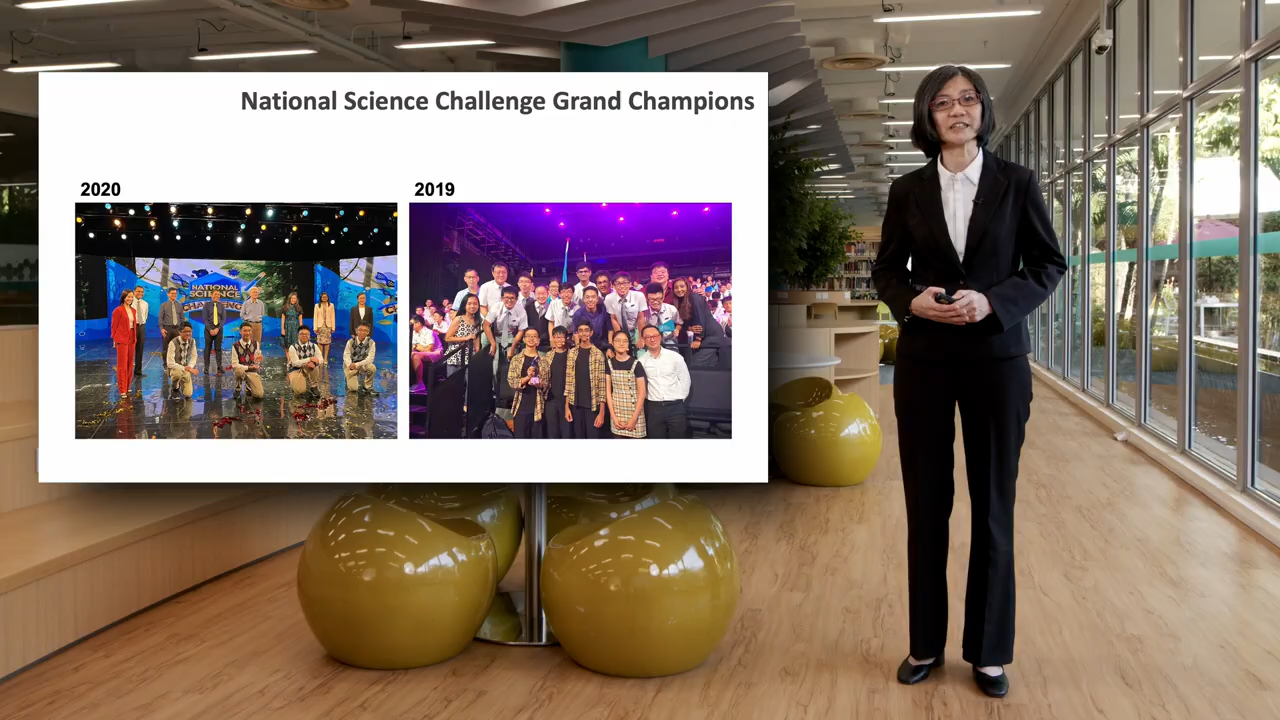 National Science Challenge Grand Champions
2020
2019
NATIONAL
SCIENCE
CHALLENGE